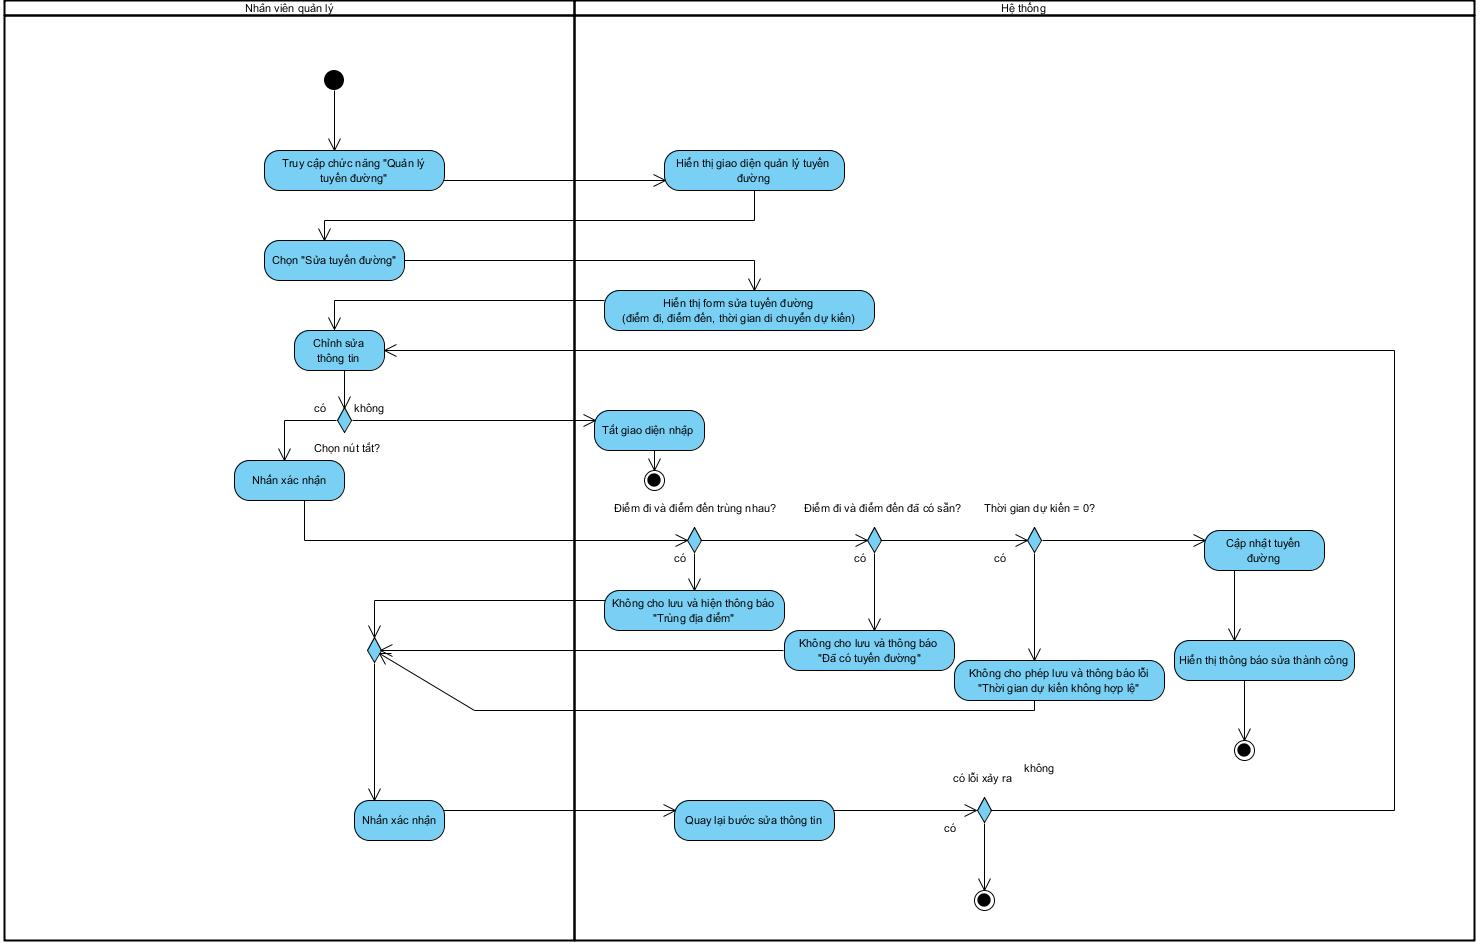 Nhân viên quản lý
Hệ thống
Truy cập chức năng "Quản lý
tuyến đường"
Hiển thị giao diện quản lý tuyến
đường
Chọn "Sửa tuyến đường"
Hiển thị form sửa tuyến đường
(điểm đi, điểm đến, thời gian di chuyển dự kiến)
Chỉnh sửa
thông tin
có
không
Chọn nút tắt?
Tắt giao diện nhập
Nhấn xác nhận
Điểm đi và điểm đến trùng nhau?
Điểm đi và điểm đến đã có sẵn?
Thời gian dự kiến = 0?
có
có
có
Cập nhật tuyến
đường
Không cho lưu và hiện thông báo
"Trùng địa điểm"
Không cho lưu và thông báo
"Đã có tuyến đường"
Không cho phép lưu và thông báo lỗi
"Thời gian dự kiến không hợp lệ"
Hiển thị thông báo sửa thành công
không
có lỗi xảy ra
Nhấn xác nhận
Quay lại bước sửa thông tin
có